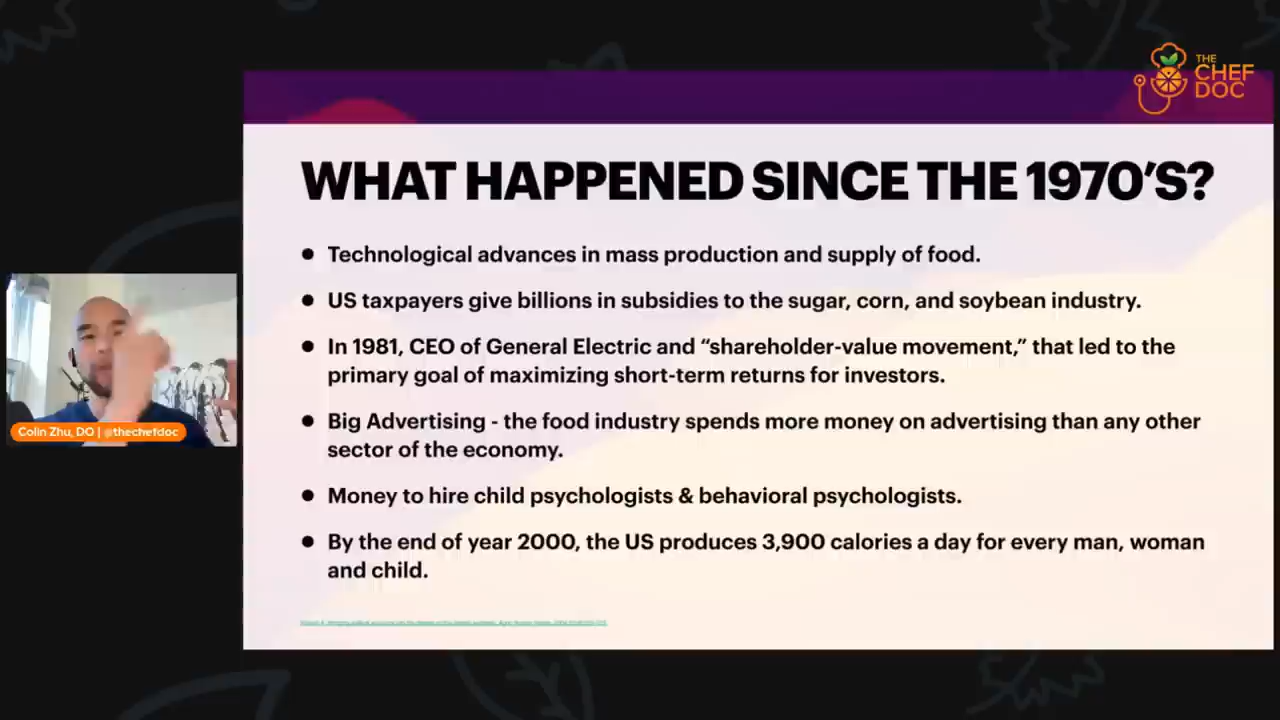 THE
CHEF
DOC
WHAT HAPPENED SINCE THE 1970'S?
● Technological advances in mass production and supply of food.
● US taxpayers give billions in subsidies to the sugar, corn, and soybean industry.
● In 1981, CEO of General Electric and “shareholder-value movement,” that led to the
primary goal of maximizing short-term returns for investors.
● Big Advertising - the food industry spends more money on advertising than any other
sector of the economy.
● Money to hire child psychologists & behavioral psychologists.
● By the end of year 2000, the US produces 3,900 calories a day for every man, woman
and child.
Colin Zhu, DO | @thechefdoc